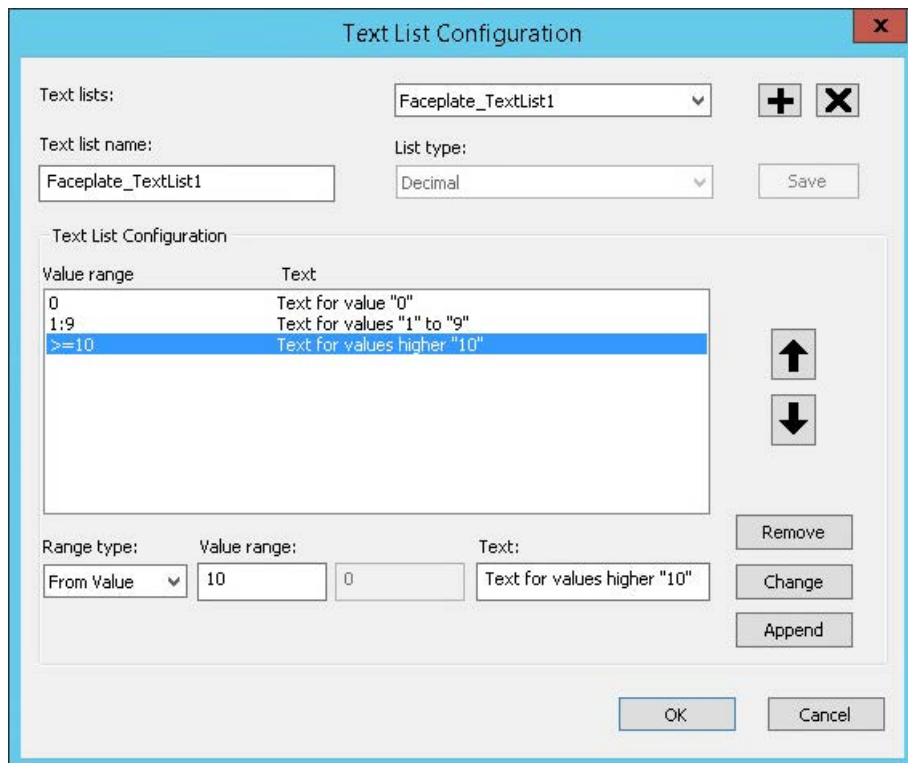 Text List Configuration
x
Text lists:
Faceplate_TextList1
Text list name:
List type:
Faceplate_TextList1
Decimal
Save
Text List Configuration
Value range Text
0 Text for value "0"
1:9 Text for values "1" to "9"
>=10 Text for values higher "10"
Remove
Range type: Value range: Text:
From Value 10 0 Text for values higher "10"
Change
Append
OK Cancel